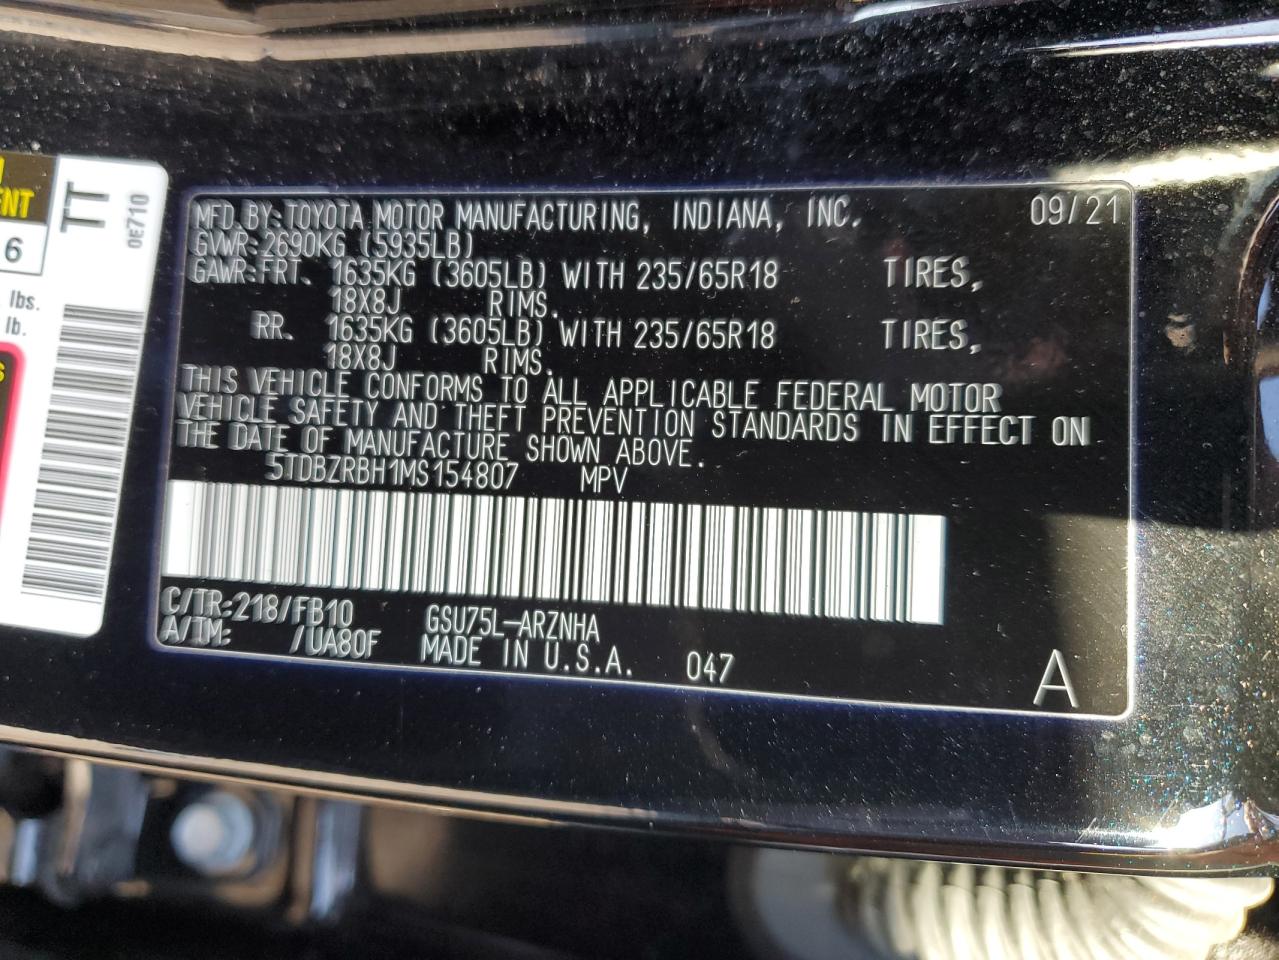 ENT
6
lbs.
lb.
S
TT
0E710
MFD.BY:TOYOTA MOTOR MANUFACTURING, INDIANA, INC. 09/21
GVWR:2690KG (5935LB)
GAWR:FRT. 1635KG (3605LB) WITH 235/65R18 TIRES,
18X8J RIMS.
RR. 1635KG (3605LB) WITH 235/65R18 TIRES,
18X8J RIMS.
THIS VEHICLE CONFORMS TO ALL APPLICABLE FEDERAL MOTOR
VEHICLE SAFETY AND THEFT PREVENTION STANDARDS IN EFFECT ON
THE DATE OF MANUFACTURE SHOWN ABOVE.
5TDBZRBH1MS154807 MPV
C/TR:218/FB10 GSU75L-ARZNHA
A/TM: /UA80F MADE IN U.S.A. 047
A